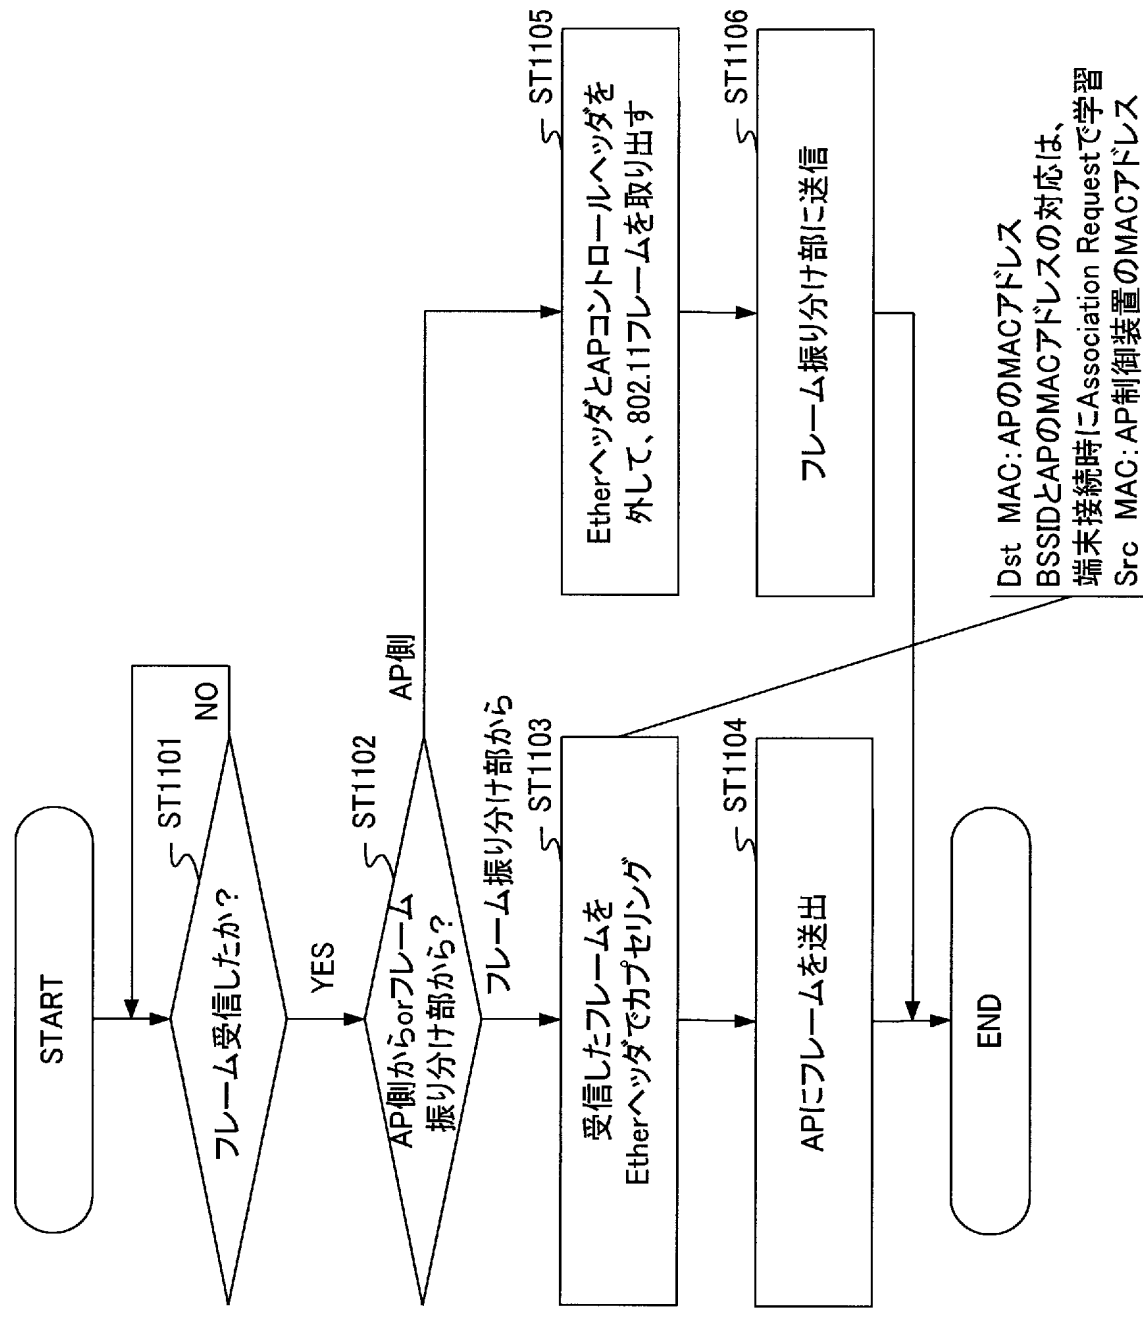 START
フレーム受信したか？
ST1101
NO
YES
AP側からorフレーム
振り分け部から？
ST1102
AP側
フレーム振り分け部から
受信したフレームを
Etherヘッダでカプセリング
ST1103
APにフレームを送出
ST1104
EtherヘッダとAPコントロールヘッダを
外して、802.11フレームを取り出す
ST1105
フレーム振り分け部に送信
ST1106
END
Dst MAC:APのMACアドレス
BSSIDとAPのMACアドレスの対応は、
端末接続時にAssociation Requestで学習
Src MAC:AP制御装置のMACアドレス